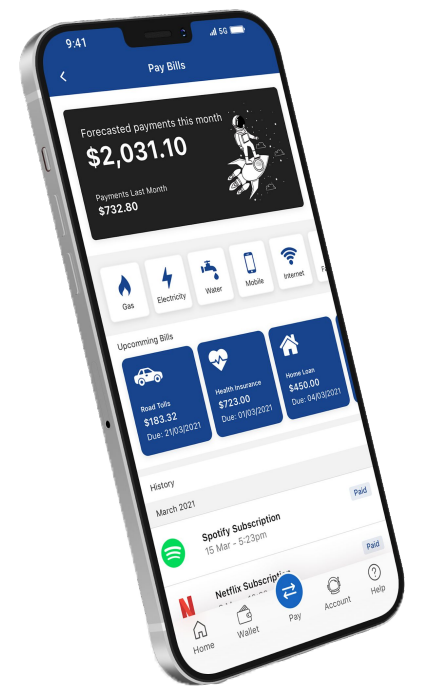 9:41
5G
Pay Bills
Forecasted payments this month
$2,031.10
Payments Last Month
$732.80
Gas
Electricity
Water
Mobile
Internet
Upcomming Bills
Road Tolls
$183.32
Due: 21/03/2021
Health Insurance
$723.00
Due: 01/03/2021
Home Loan
$450.00
Due: 04/03/2021
History
March 2021
Spotify Subscription
15 Mar - 5:23pm
Paid
Netflix Subscription
Paid
Home
Wallet
Pay
Account
Help